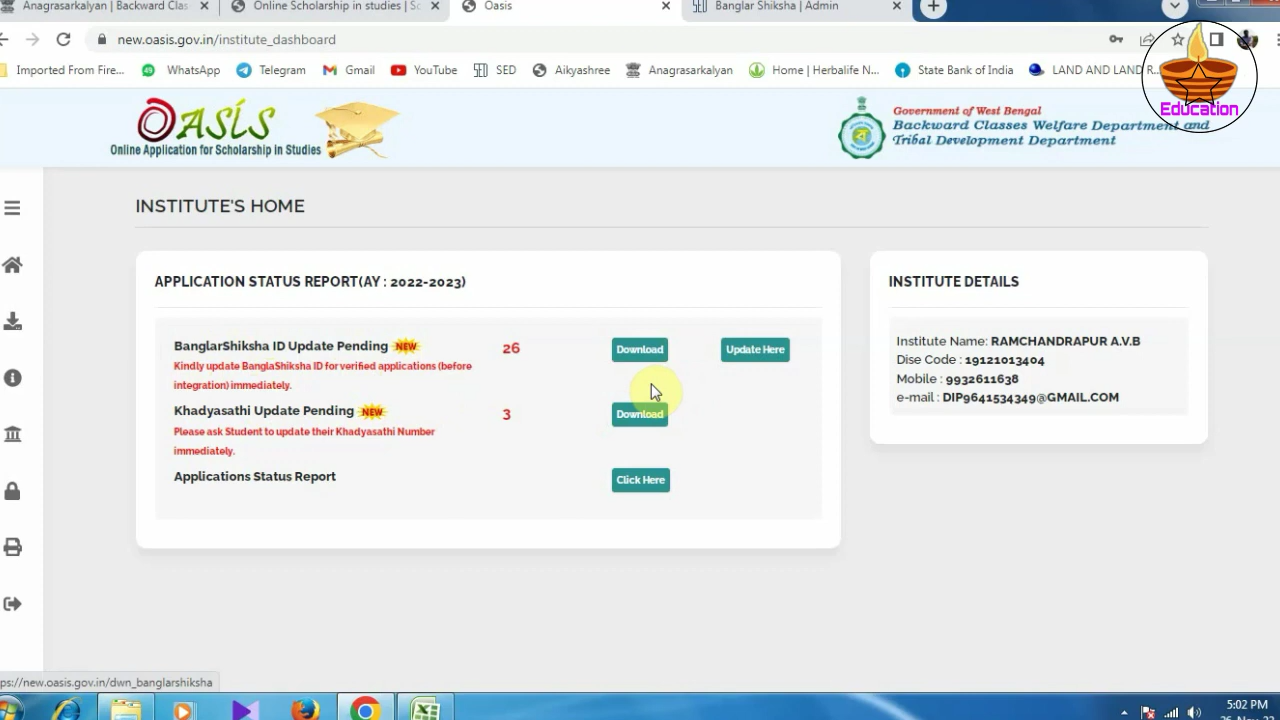 Anagrasarkalyan | Backward Clas
Online Scholarship in studies | Sc
Oasis
Banglar Shiksha | Admin
new.oasis.gov.in/institute_dashboard
Imported From Fire...
WhatsApp
Telegram
Gmail
YouTube
SED
Aikyashree
Anagrasarkalyan
Home | Herbalife N...
State Bank of India
LAND AND LAND R...
Education
OASIS
Online Application for Scholarship in Studies
Government of West Bengal
Backward Classes Welfare Department and
Tribal Development Department
INSTITUTE'S HOME
APPLICATION STATUS REPORT(AY : 2022-2023)
BanglarShiksha ID Update Pending NEW 26 Download Update Here
Kindly update BanglaShiksha ID for verified applications (before
integration) immediately.
Khadyasathi Update Pending NEW 3 Download
Please ask Student to update their Khadyasathi Number
immediately.
Applications Status Report Click Here
INSTITUTE DETAILS
Institute Name: RAMCHANDRAPUR A.V.B
Dise Code : 19121013404
Mobile : 9932611638
e-mail : DIP9641534349@GMAIL.COM
ps://new.oasis.gov.in/dwn_banglarshiksha
5:02 PM